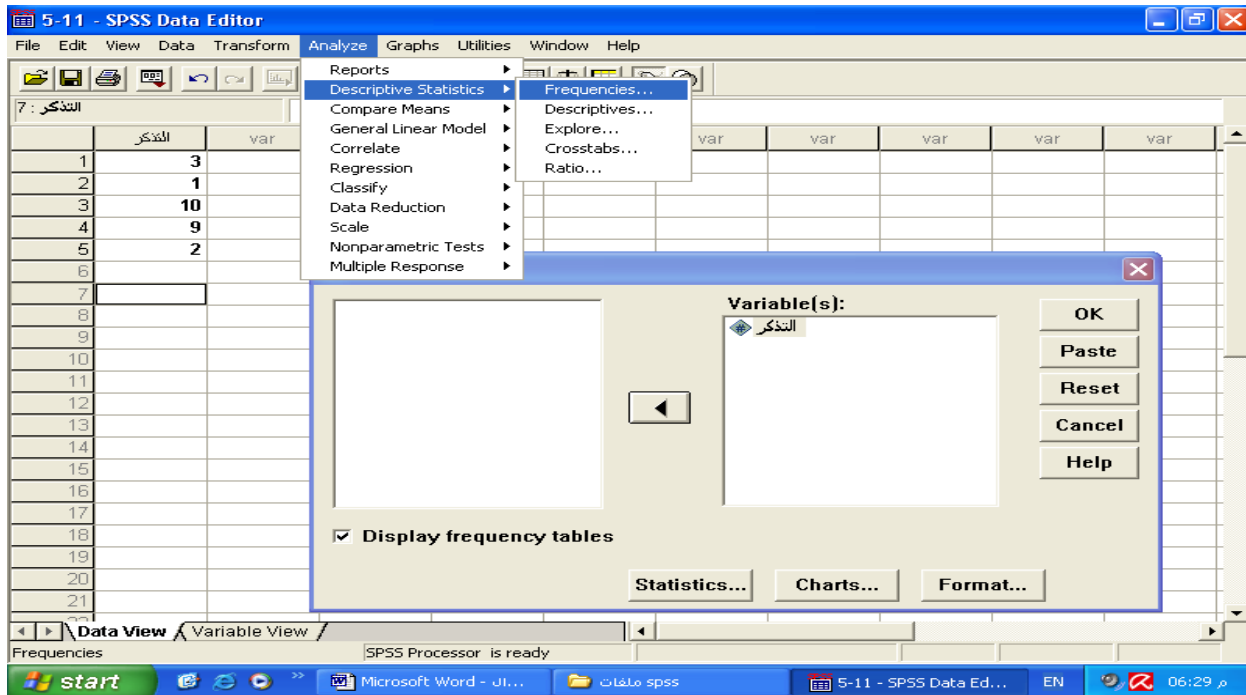 5-11 - SPSS Data Editor
File Edit View Data Transform Analyze Graphs Utilities Window Help
7 : التذكر
Reports
Descriptive Statistics
Compare Means
General Linear Model
Correlate
Regression
Classify
Data Reduction
Scale
Nonparametric Tests
Multiple Response
Frequencies...
Descriptives...
Explore...
Crosstabs...
Ratio...
التذكر var var var var var var
1 3
2 1
3 10
4 9
5 2
6
7
8
9
10
11
12
13
14
15
16
17
18
19
20
21
Variable(s):
التذكر
OK
Paste
Reset
Cancel
Help
Display frequency tables
Statistics... Charts... Format...
Data View Variable View
Frequencies SPSS Processor is ready
start Microsoft Word - ال... ملفات spss 5-11 - SPSS Data Ed... EN 06:29 م